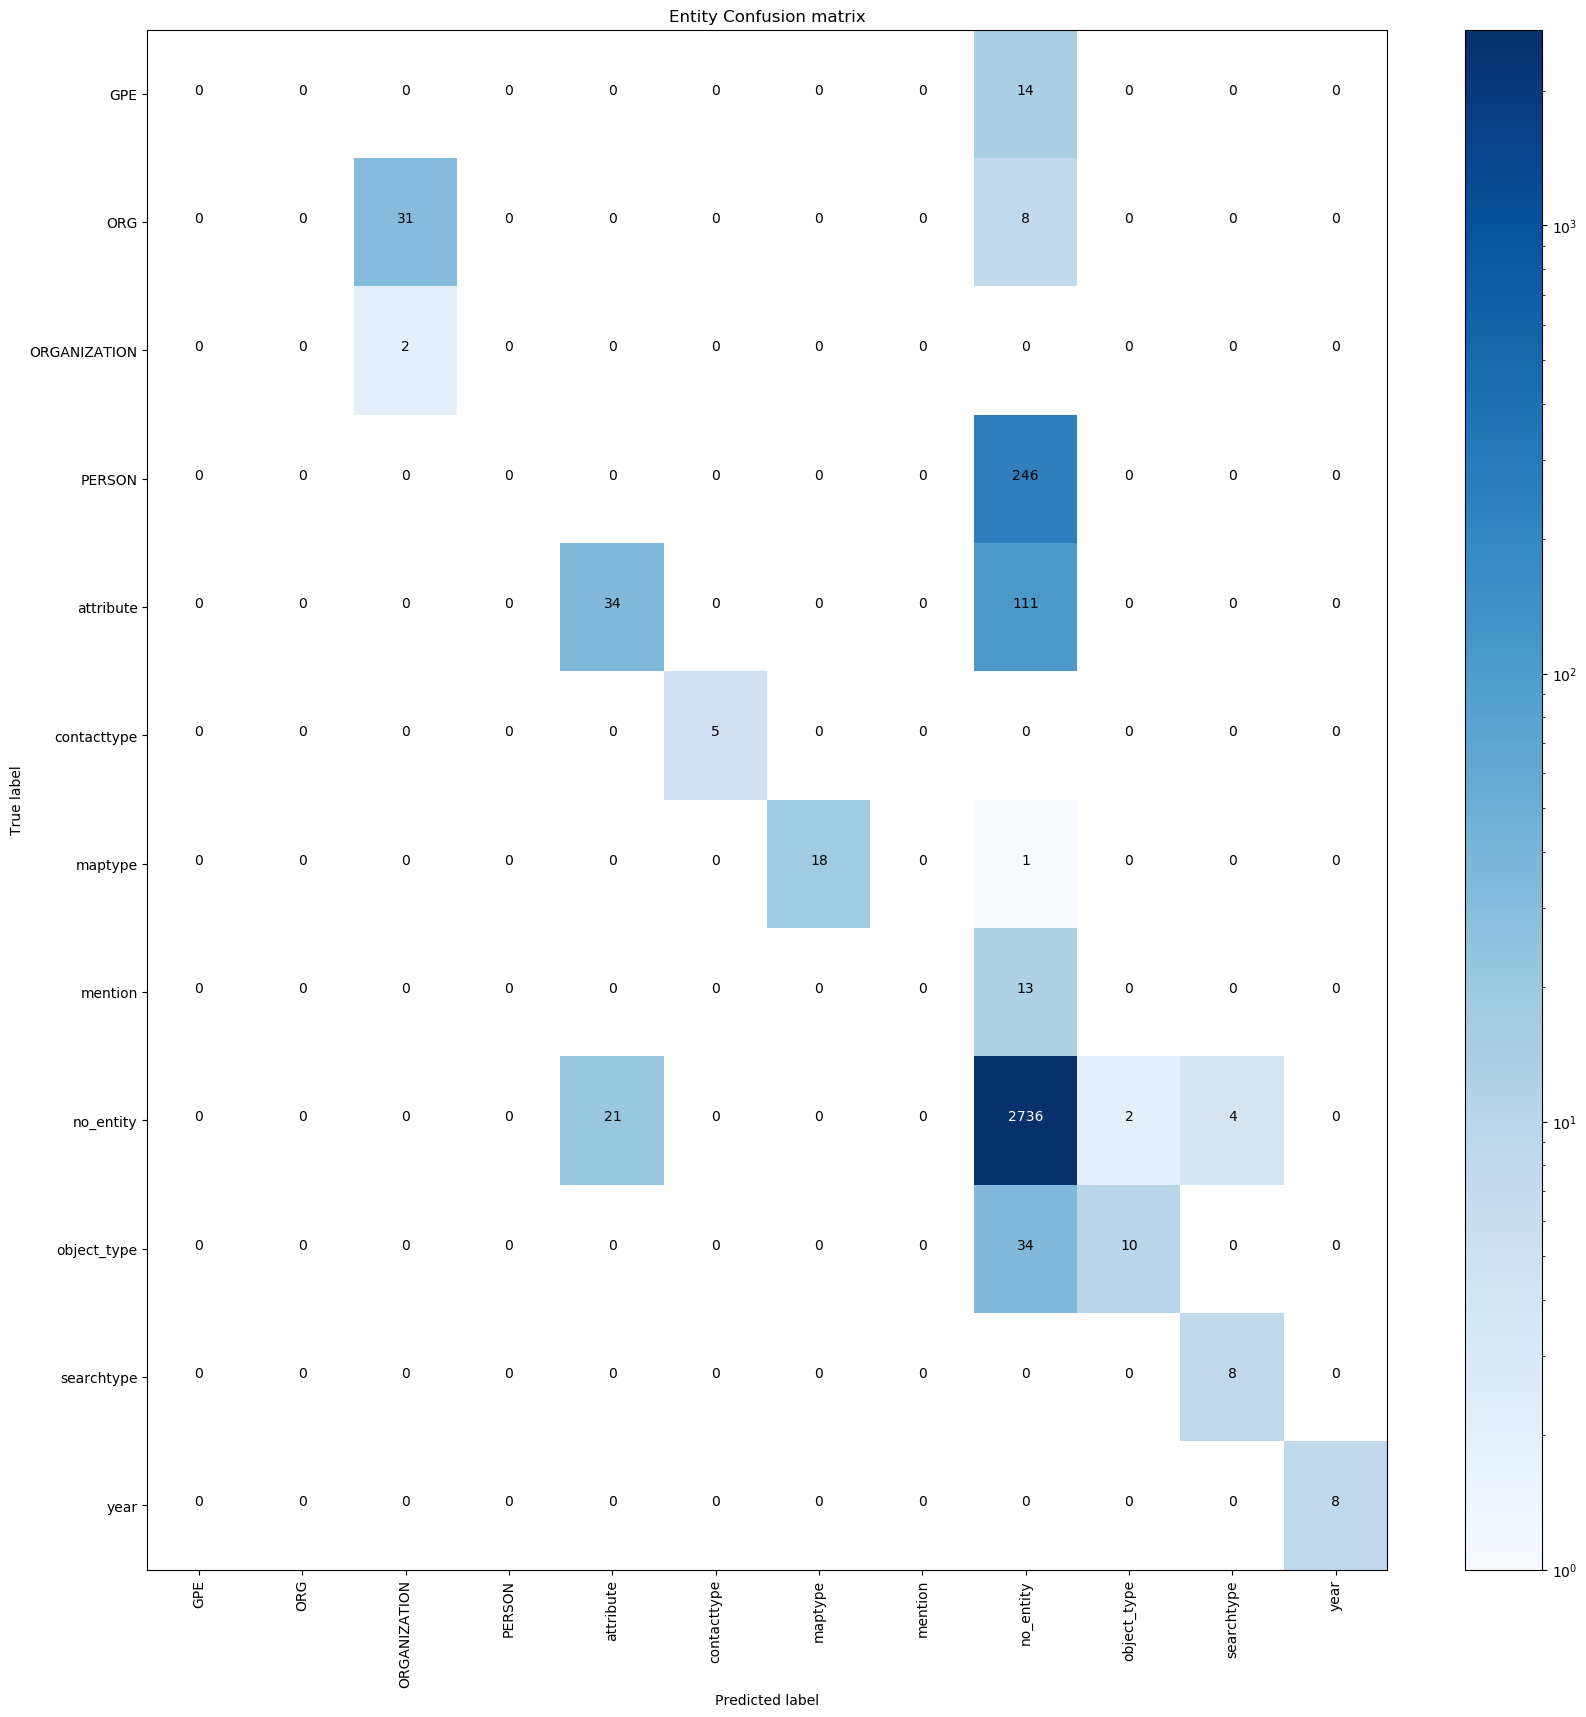 Entity Confusion matrix
GPE 0 0 0 0 0 0 0 0 14 0 0 0
ORG 0 0 31 0 0 0 0 0 8 0 0 0
ORGANIZATION 0 0 2 0 0 0 0 0 0 0 0 0
PERSON 0 0 0 0 0 0 0 0 246 0 0 0
attribute 0 0 0 0 34 0 0 0 111 0 0 0
contacttype 0 0 0 0 0 5 0 0 0 0 0 0
maptype 0 0 0 0 0 0 18 0 1 0 0 0
mention 0 0 0 0 0 0 0 0 13 0 0 0
no_entity 0 0 0 0 21 0 0 0 2736 2 4 0
object_type 0 0 0 0 0 0 0 0 34 10 0 0
searchtype 0 0 0 0 0 0 0 0 0 0 8 0
year 0 0 0 0 0 0 0 0 0 0 0 8
True label
GPE
ORG
ORGANIZATION
PERSON
attribute
contacttype
maptype
mention
no_entity
object_type
searchtype
year
Predicted label
10³
10²
10¹
10⁰